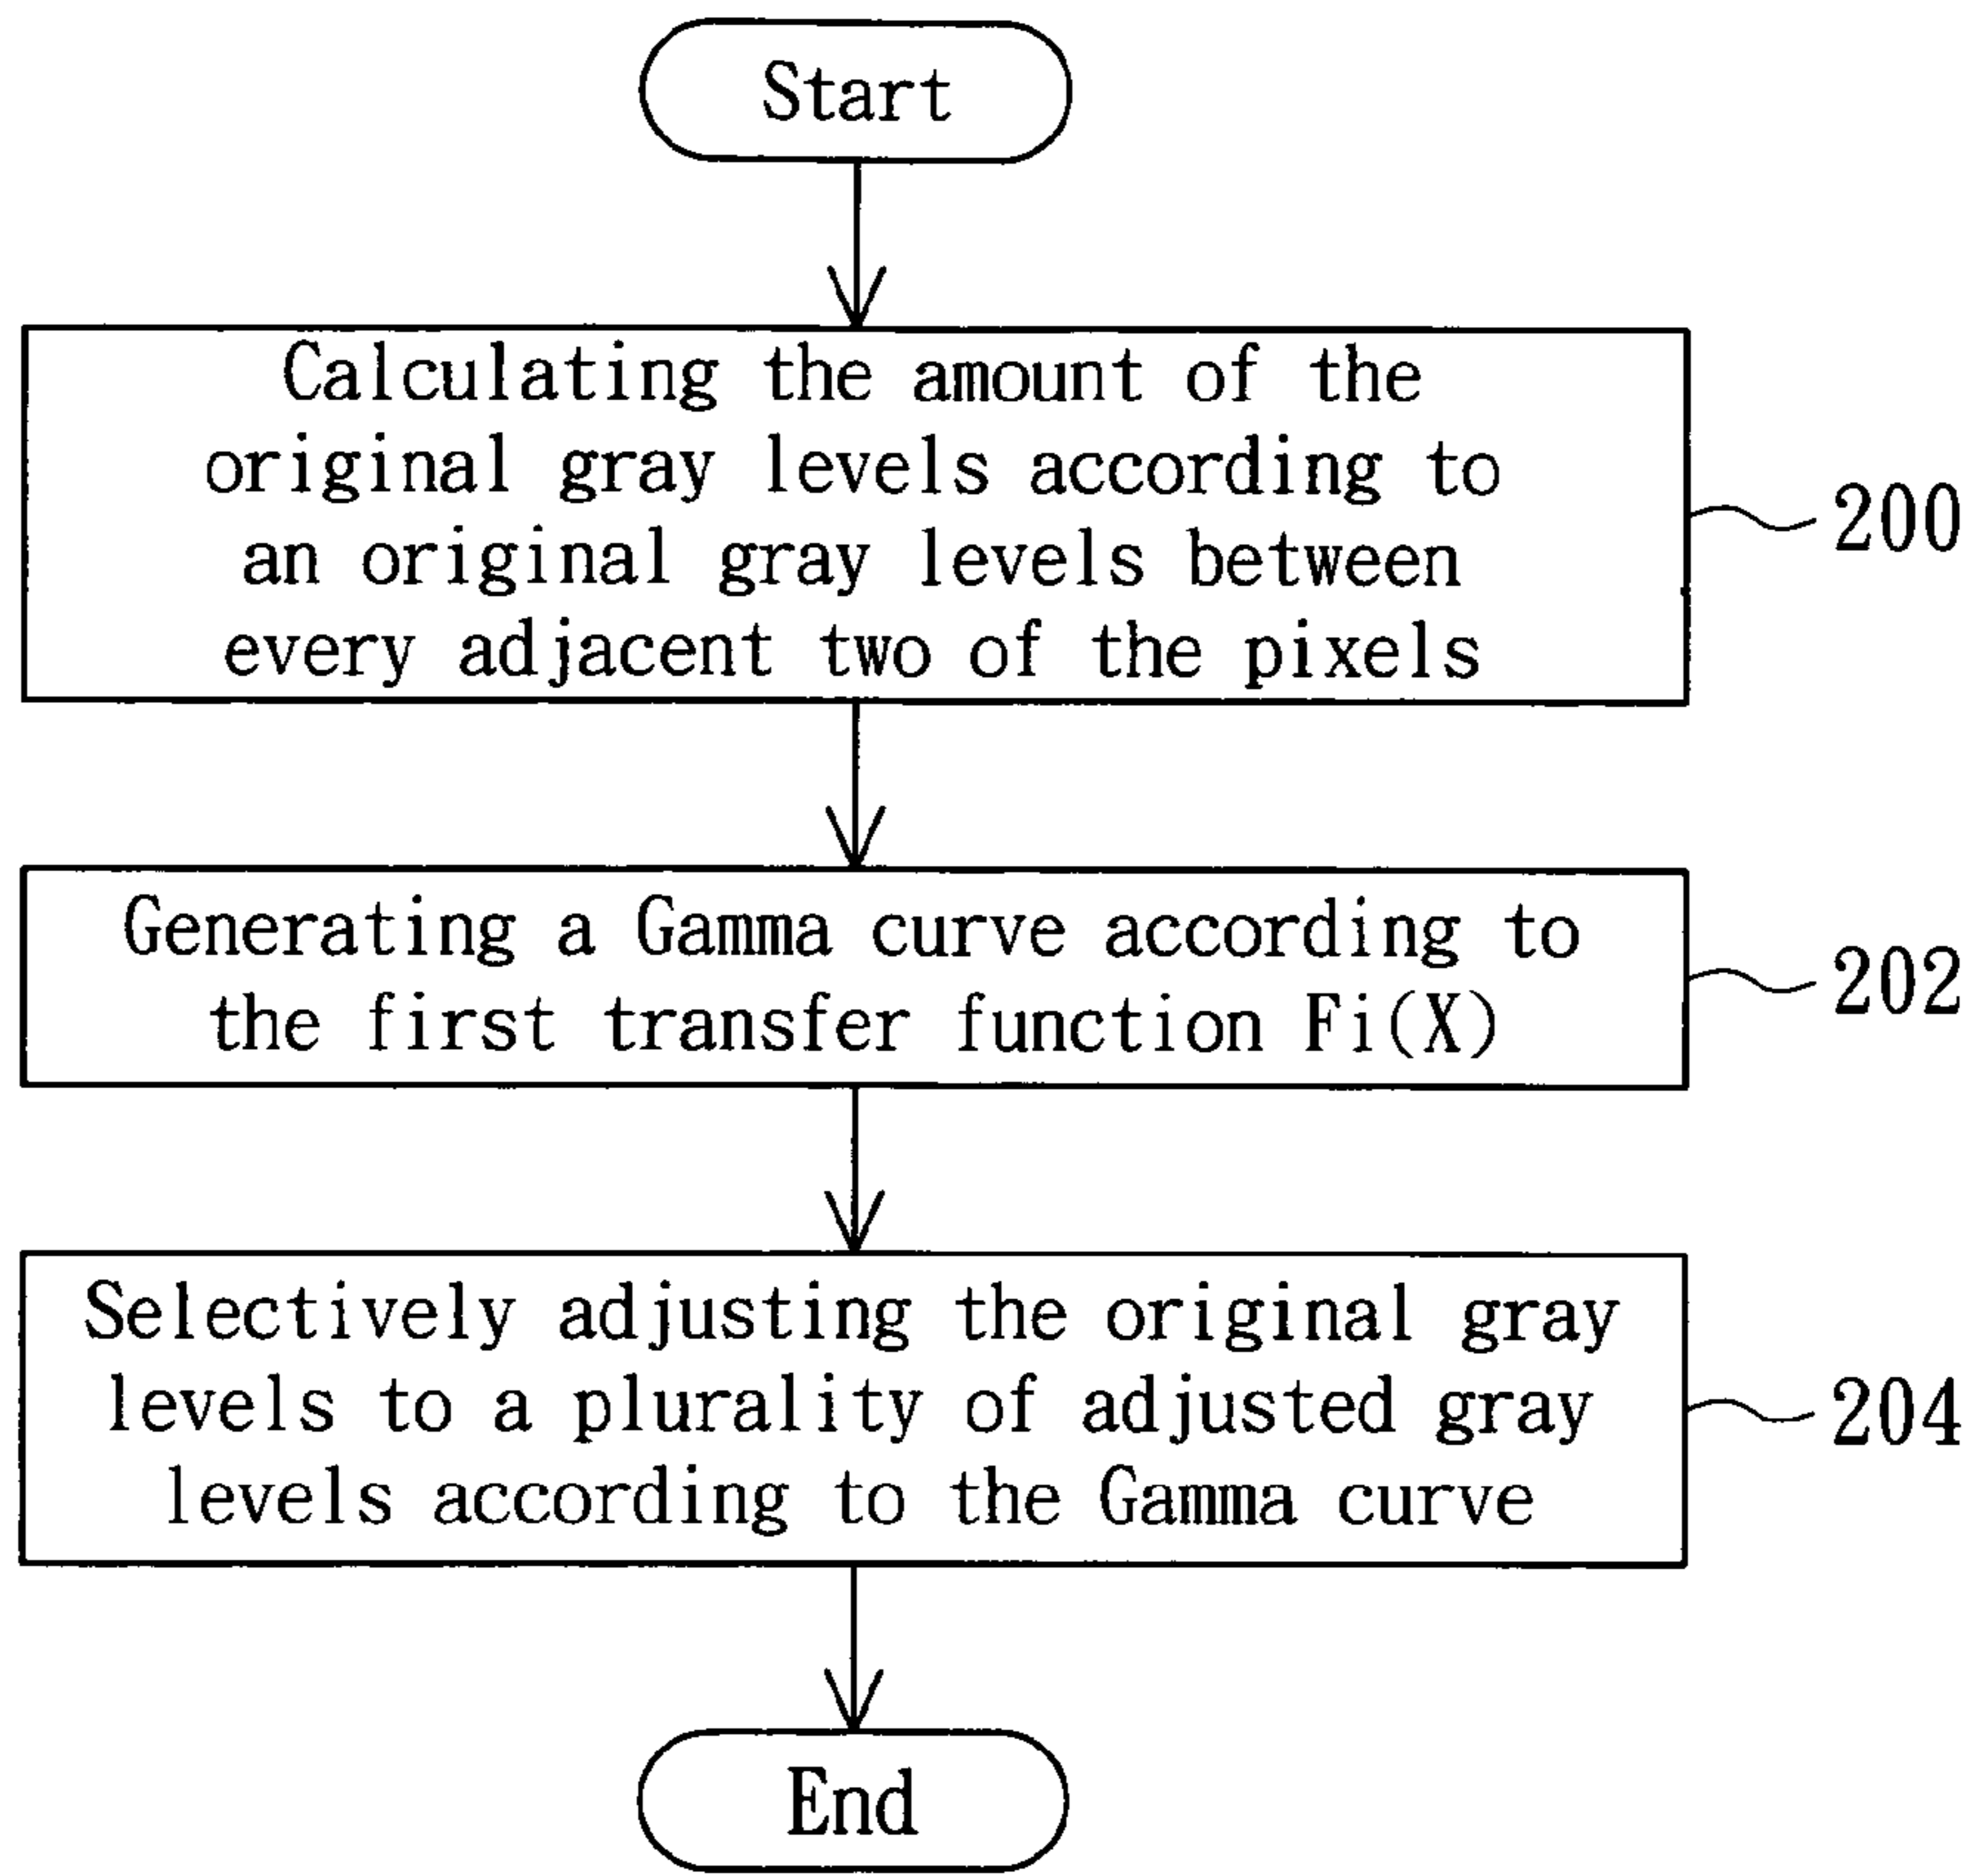 Start
Calculating the amount of the
original gray levels according to
an original gray levels between
every adjacent two of the pixels
200
Generating a Gamma curve according to
the first transfer function Fi(X)
202
Selectively adjusting the original gray
levels to a plurality of adjusted gray
levels according to the Gamma curve
204
End